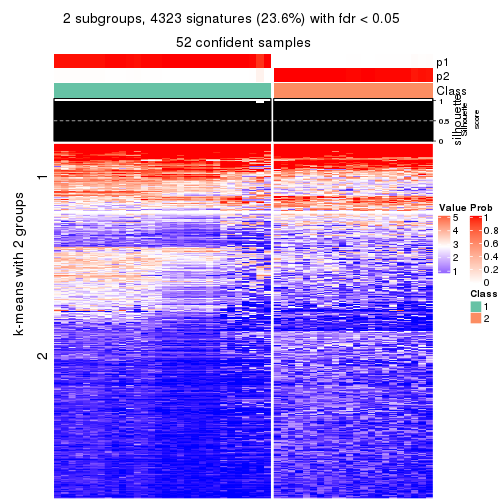 2 subgroups, 4323 signatures (23.6%) with fdr < 0.05
52 confident samples
p1
p2
Class
1
0.5
0
silhouette
Silhouette
score
k-means with 2 groups
1
2
Value
5
4
3
2
1
Prob
1
0.8
0.6
0.4
0.2
0
Class
1
2